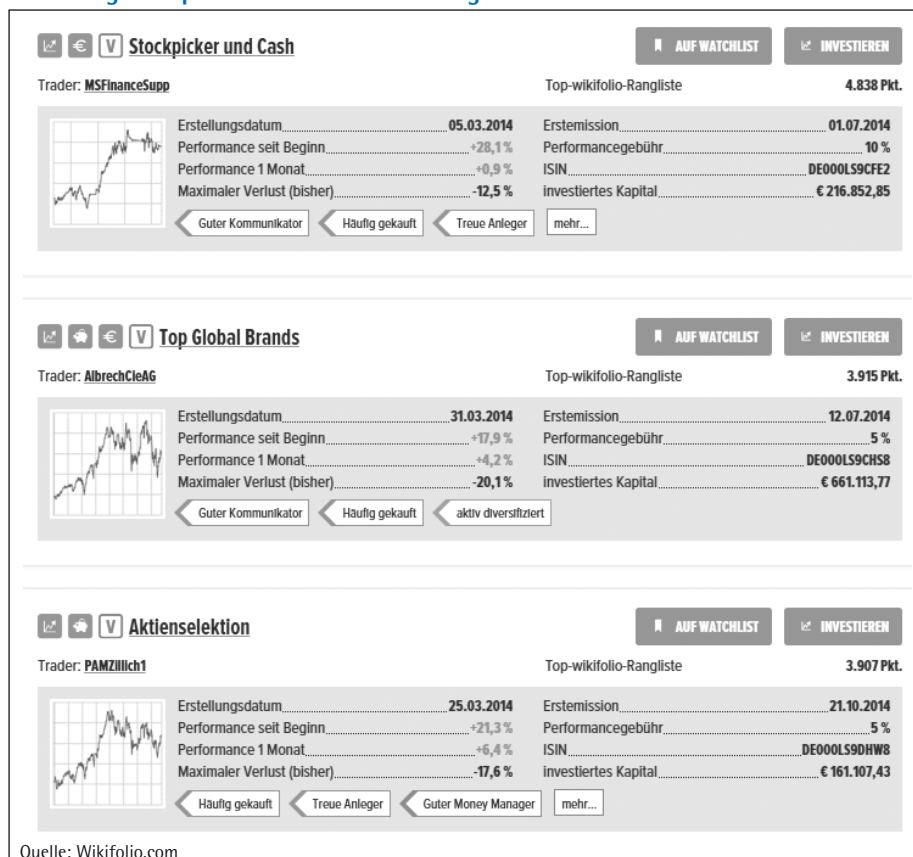 V Stockpicker und Cash AUF WATCHLIST INVESTIEREN
Trader: MSFinanceSupp Top-wikifolio-Rangliste 4.838 Pkt.
Erstellungsdatum 05.03.2014 Erstemission 01.07.2014
Performance seit Beginn +28,1 % Performancegebühr 10 %
Performance 1 Monat +0,9 % ISIN DE000LS9CFE2
Maximaler Verlust (bisher) -12,5 % investiertes Kapital € 216.852,85
Guter Kommunikator Häufig gekauft Treue Anleger mehr...
€ V Top Global Brands AUF WATCHLIST INVESTIEREN
Trader: AlbrechCieAG Top-wikifolio-Rangliste 3.915 Pkt.
Erstellungsdatum 31.03.2014 Erstemission 12.07.2014
Performance seit Beginn +17,9 % Performancegebühr 5 %
Performance 1 Monat +4,2 % ISIN DE000LS9CHS8
Maximaler Verlust (bisher) -20,1 % investiertes Kapital € 661.113,77
Guter Kommunikator Häufig gekauft aktiv diversifiziert
V Aktienselektion AUF WATCHLIST INVESTIEREN
Trader: PAMZillich1 Top-wikifolio-Rangliste 3.907 Pkt.
Erstellungsdatum 25.03.2014 Erstemission 21.10.2014
Performance seit Beginn +21,3 % Performancegebühr 5 %
Performance 1 Monat +6,4 % ISIN DE000LS9DHW8
Maximaler Verlust (bisher) -17,6 % investiertes Kapital € 161.107,43
Häufig gekauft Treue Anleger Guter Money Manager mehr...
Quelle: Wikifolio.com